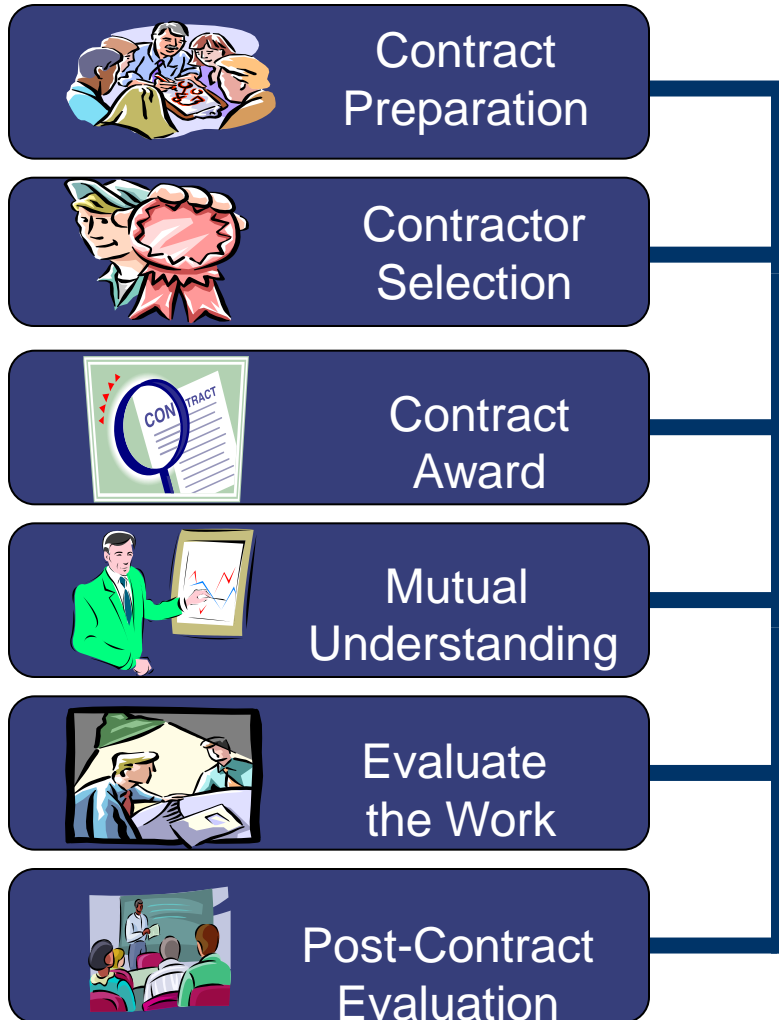 Contract
Preparation
Contractor
Selection
CONTRACT
Contract
Award
Mutual
Understanding
Evaluate
the Work
Post-Contract
Evaluation